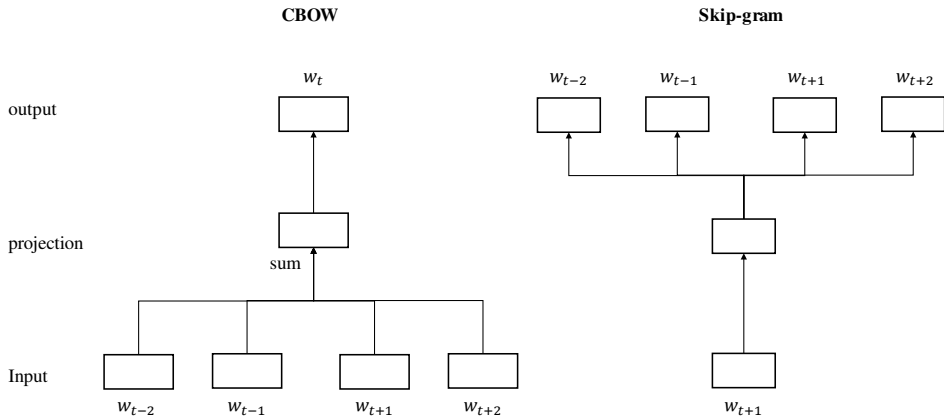 CBOW Skip-gram
w_t w_{t−2} w_{t−1} w_{t+1} w_{t+2}
output
projection
sum
Input
w_{t−2} w_{t−1} w_{t+1} w_{t+2} w_{t+1}